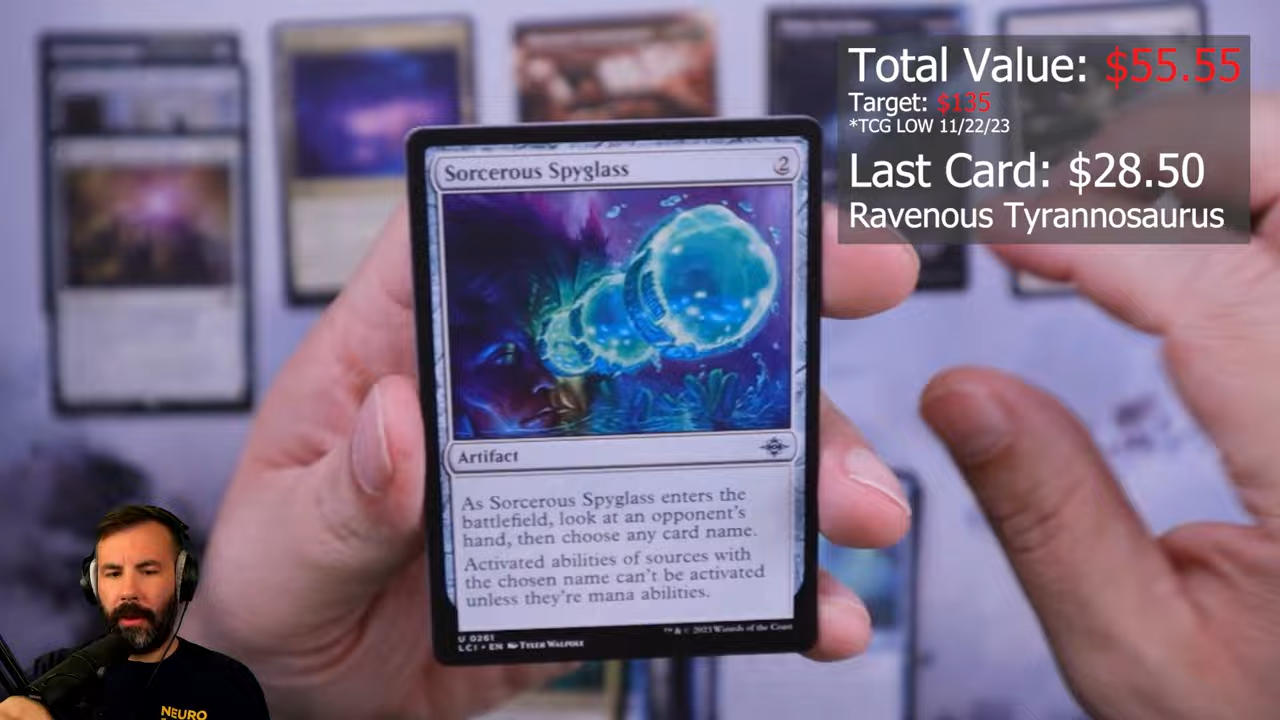 Total Value: $55.55
Target: $135
*TCG LOW 11/22/23
Last Card: $28.50
Ravenous Tyrannosaurus
Sorcerous Spyglass 2
Artifact
As Sorcerous Spyglass enters the
battlefield, look at an opponent's
hand, then choose any card name.
Activated abilities of sources with
the chosen name can't be activated
unless they're mana abilities.
U 0261
LCI • EN Tyler Walpole
™ & © 2023 Wizards of the Coast
NEURO